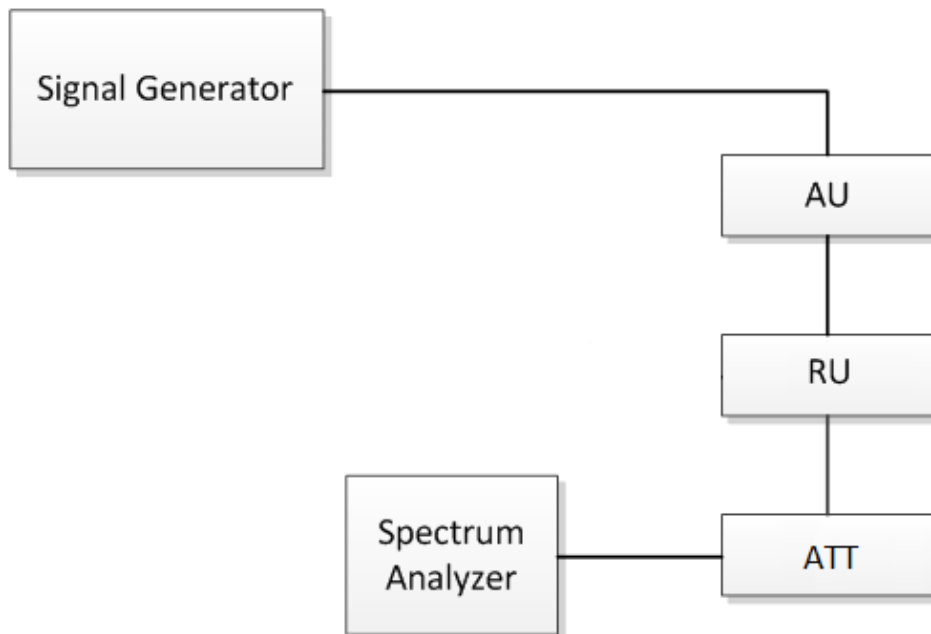 Signal Generator
AU
RU
ATT
Spectrum
Analyzer